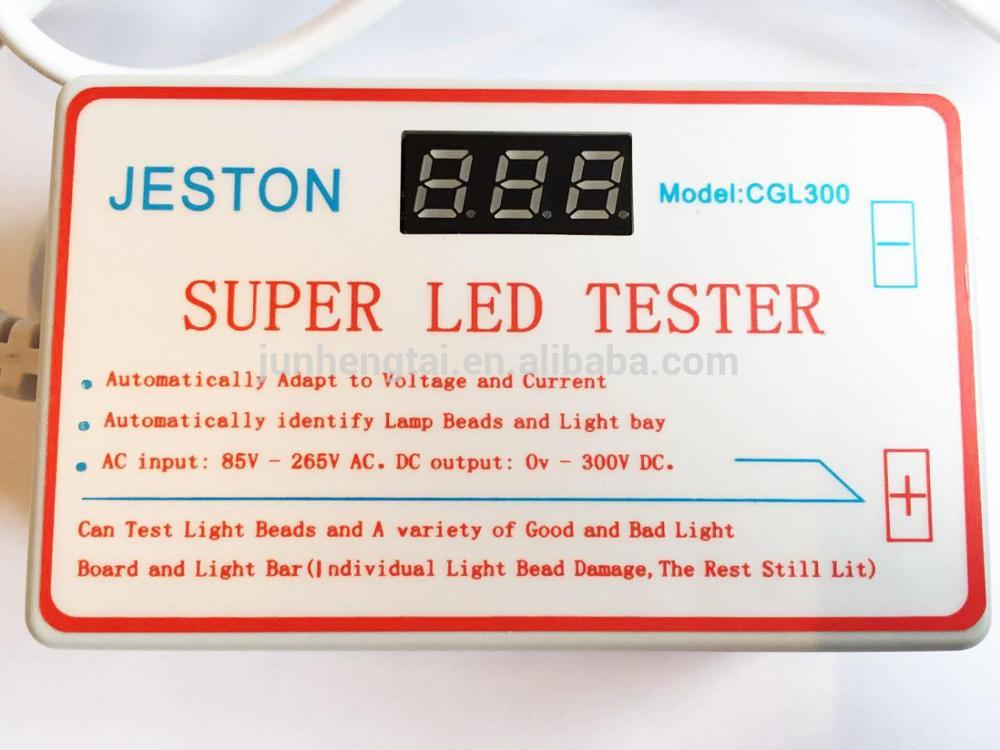 JESTON
Model:CGL300
−
SUPER LED TESTER
junhengtai.en.alibaba.com
Automatically Adapt to Voltage and Current
Automatically identify Lamp Beads and Light bay
AC input: 85V - 265V AC. DC output: 0v - 300V DC.
+
Can Test Light Beads and A variety of Good and Bad Light
Board and Light Bar(Individual Light Bead Damage,The Rest Still Lit)